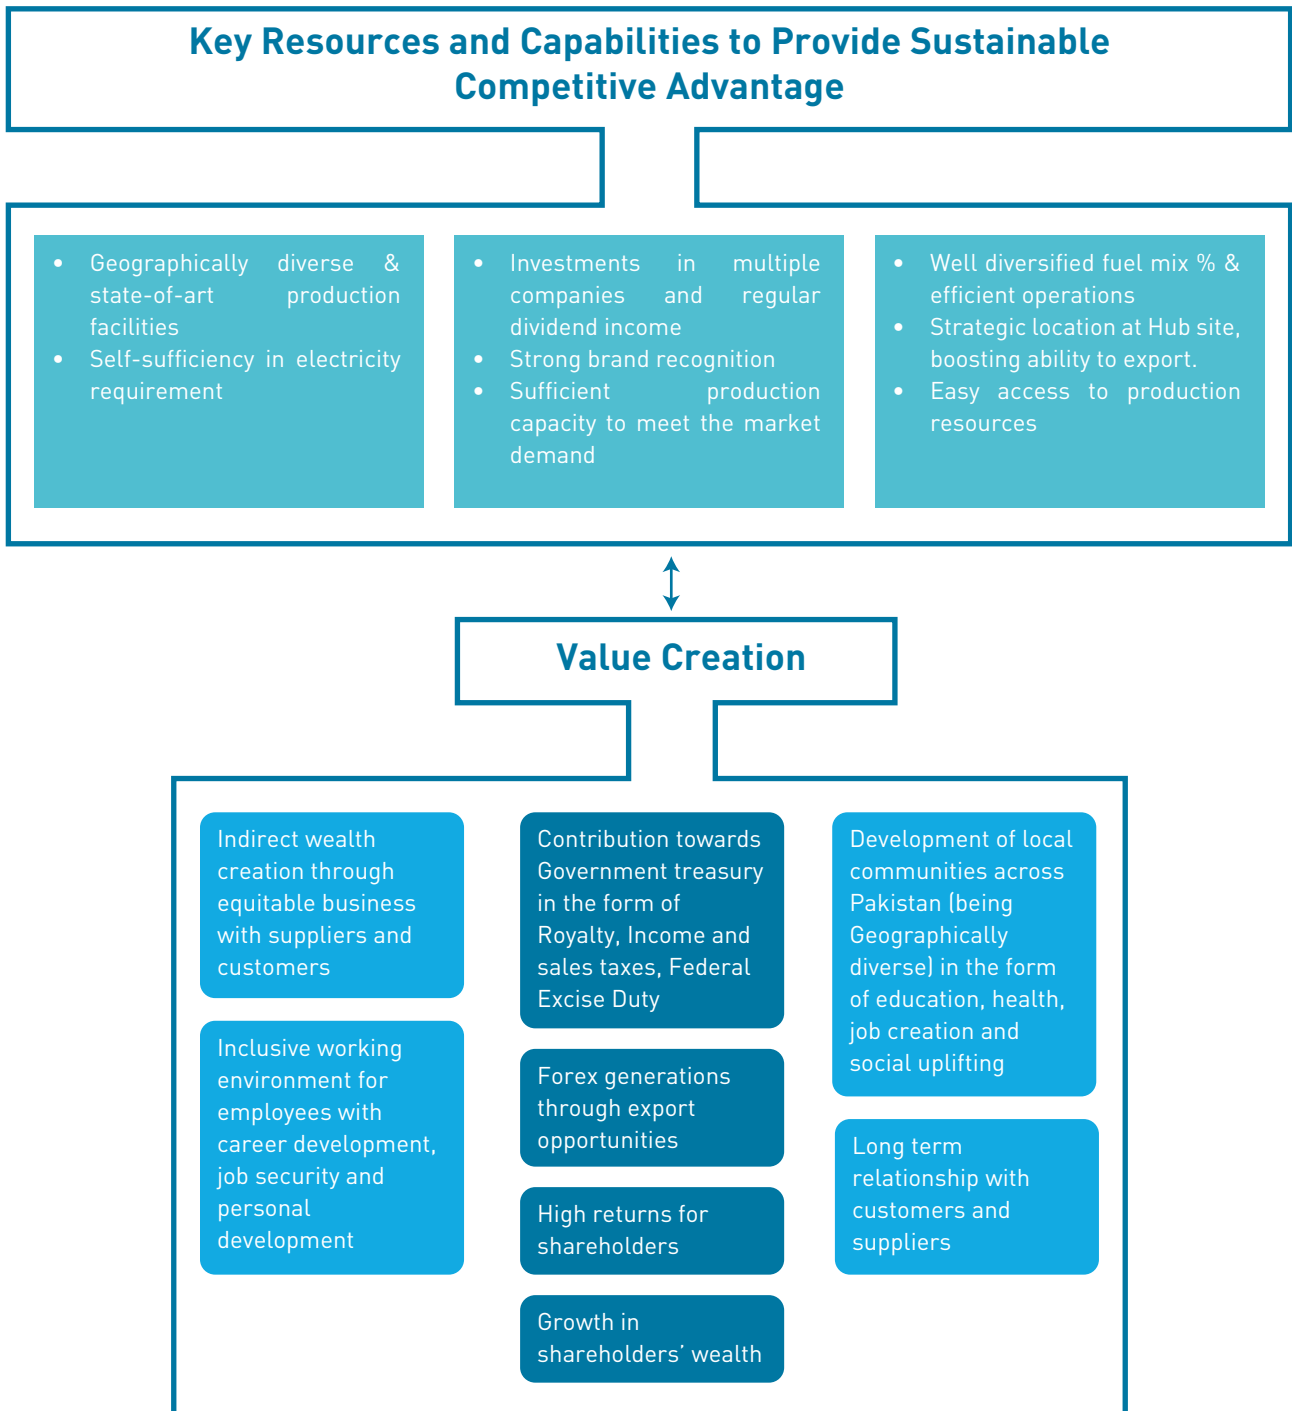 Key Resources and Capabilities to Provide Sustainable
Competitive Advantage
• Geographically diverse &
state-of-art production
facilities
• Self-sufficiency in electricity
requirement
• Investments in multiple
companies and regular
dividend income
• Strong brand recognition
• Sufficient production
capacity to meet the market
demand
• Well diversified fuel mix % &
efficient operations
• Strategic location at Hub site,
boosting ability to export.
• Easy access to production
resources
Value Creation
Indirect wealth
creation through
equitable business
with suppliers and
customers
Inclusive working
environment for
employees with
career development,
job security and
personal
development
Contribution towards
Government treasury
in the form of
Royalty, Income and
sales taxes, Federal
Excise Duty
Forex generations
through export
opportunities
High returns for
shareholders
Growth in
shareholders’ wealth
Development of local
communities across
Pakistan (being
Geographically
diverse) in the form
of education, health,
job creation and
social uplifting
Long term
relationship with
customers and
suppliers